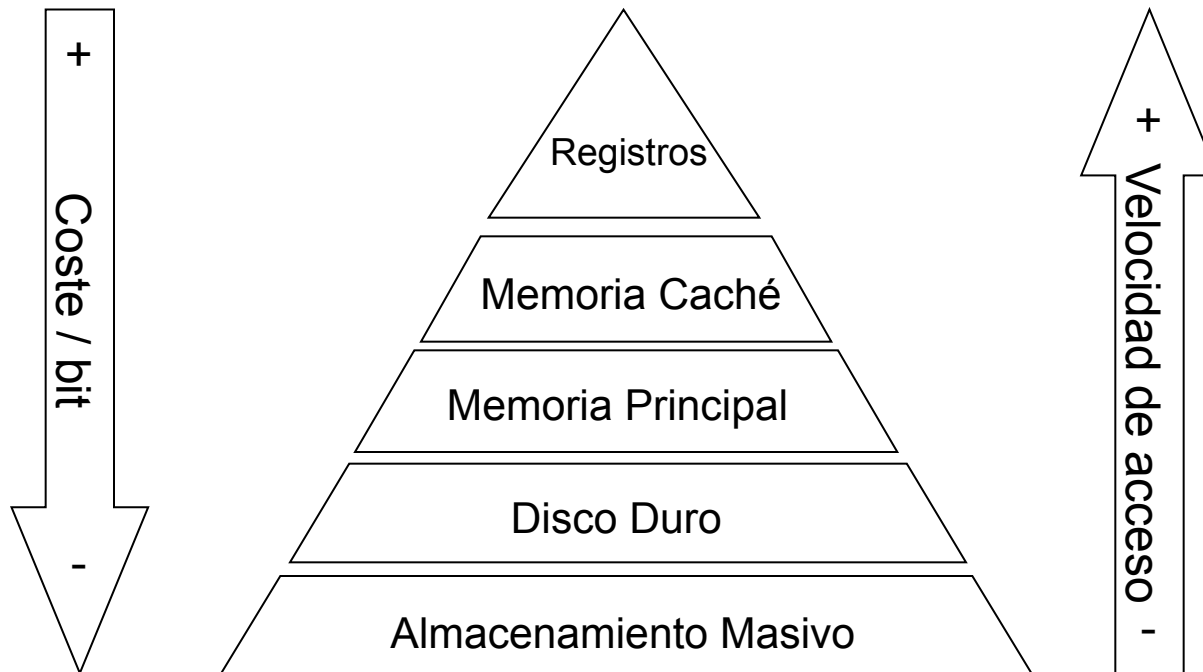 +
Coste / bit
-
Registros
Memoria Caché
Memoria Principal
Disco Duro
Almacenamiento Masivo
+ Velocidad de acceso -